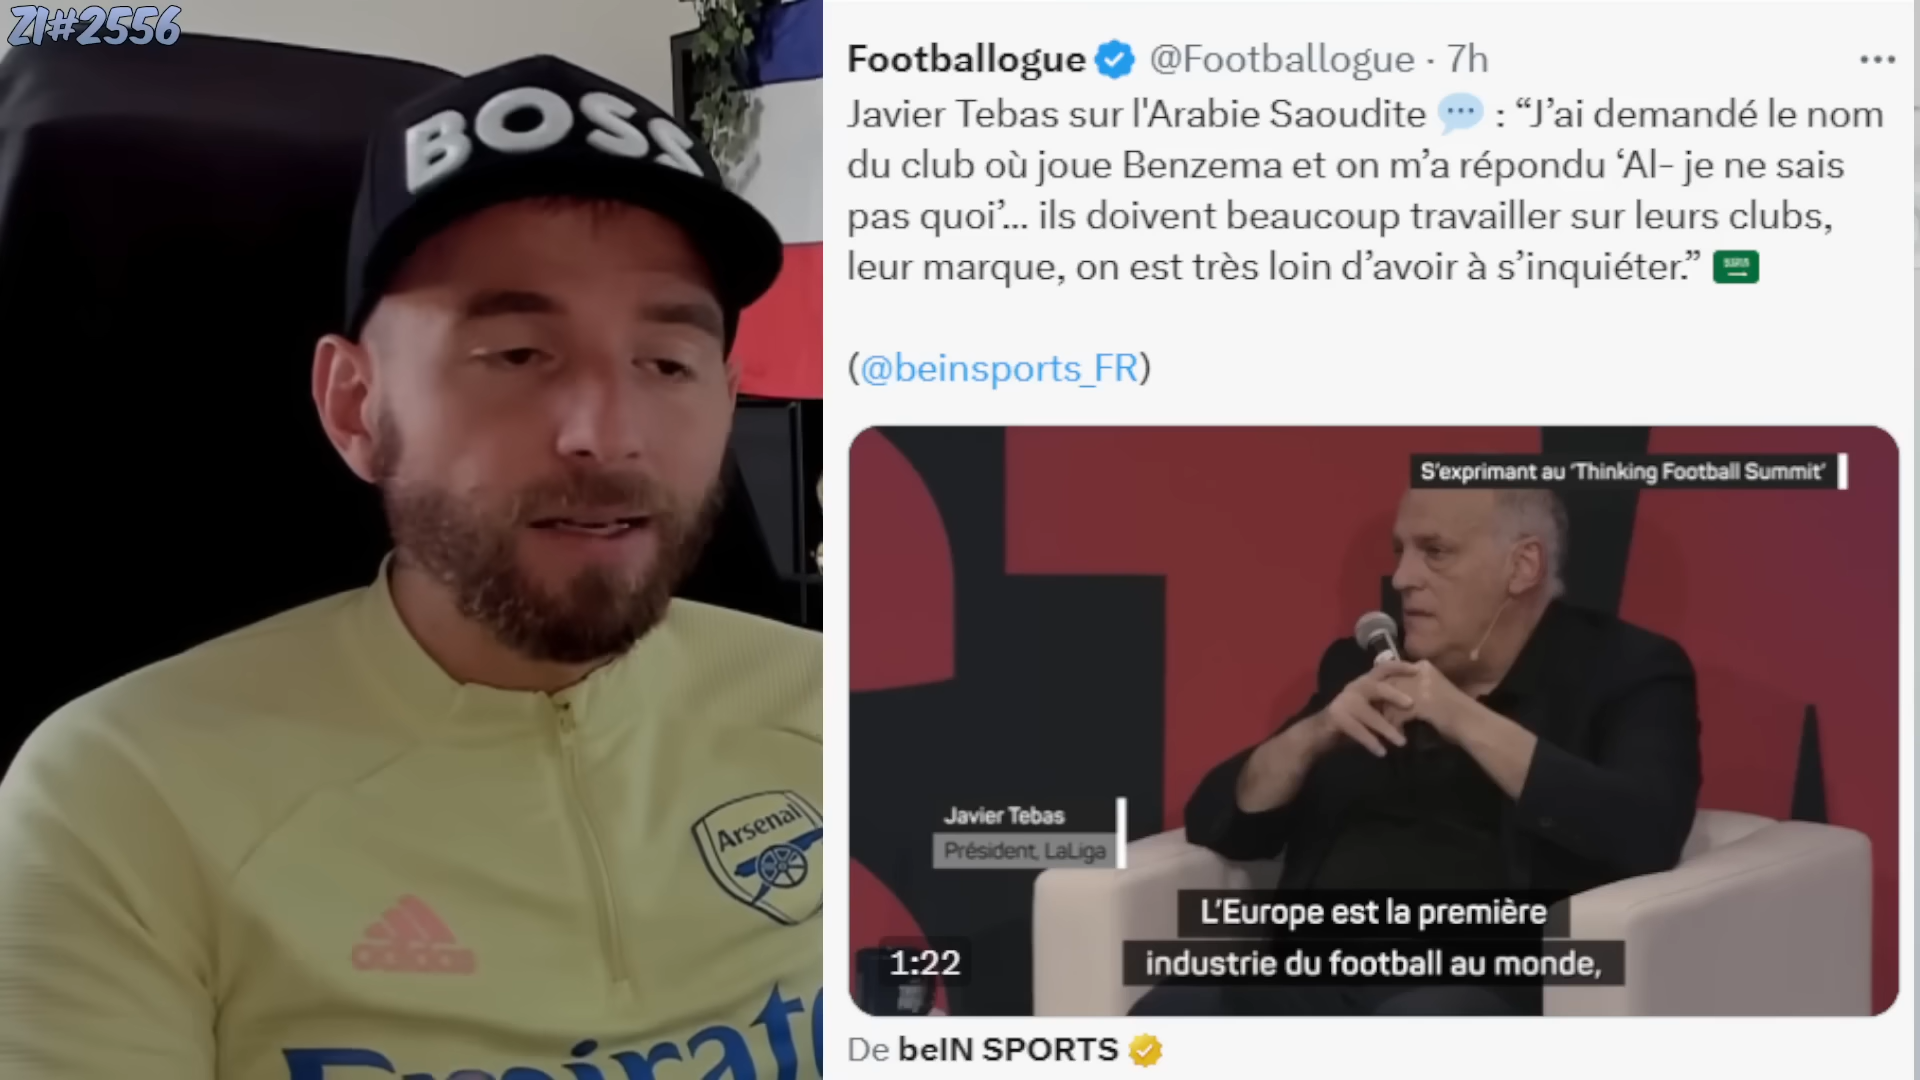 ZI#2556
BOSS
Arsenal
adidas
Emirat
Footballogue @Footballogue · 7h
Javier Tebas sur l'Arabie Saoudite 💬 : “J’ai demandé le nom
du club où joue Benzema et on m’a répondu ‘Al- je ne sais
pas quoi’... ils doivent beaucoup travailler sur leurs clubs,
leur marque, on est très loin d’avoir à s’inquiéter.” 🇸🇦
(@beinsports_FR)
S’exprimant au ‘Thinking Football Summit’
Javier Tebas
Président, LaLiga
L’Europe est la première
industrie du football au monde,
1:22
De beIN SPORTS